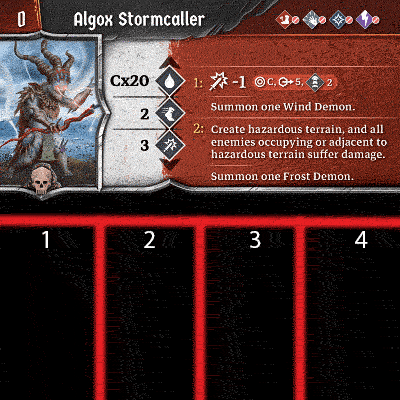 0 Algox Stormcaller
Cx20
2
3
1: -1 C, 5, 2
Summon one Wind Demon.
2: Create hazardous terrain, and all
enemies occupying or adjacent to
hazardous terrain suffer damage.
Summon one Frost Demon.
1 2 3 4